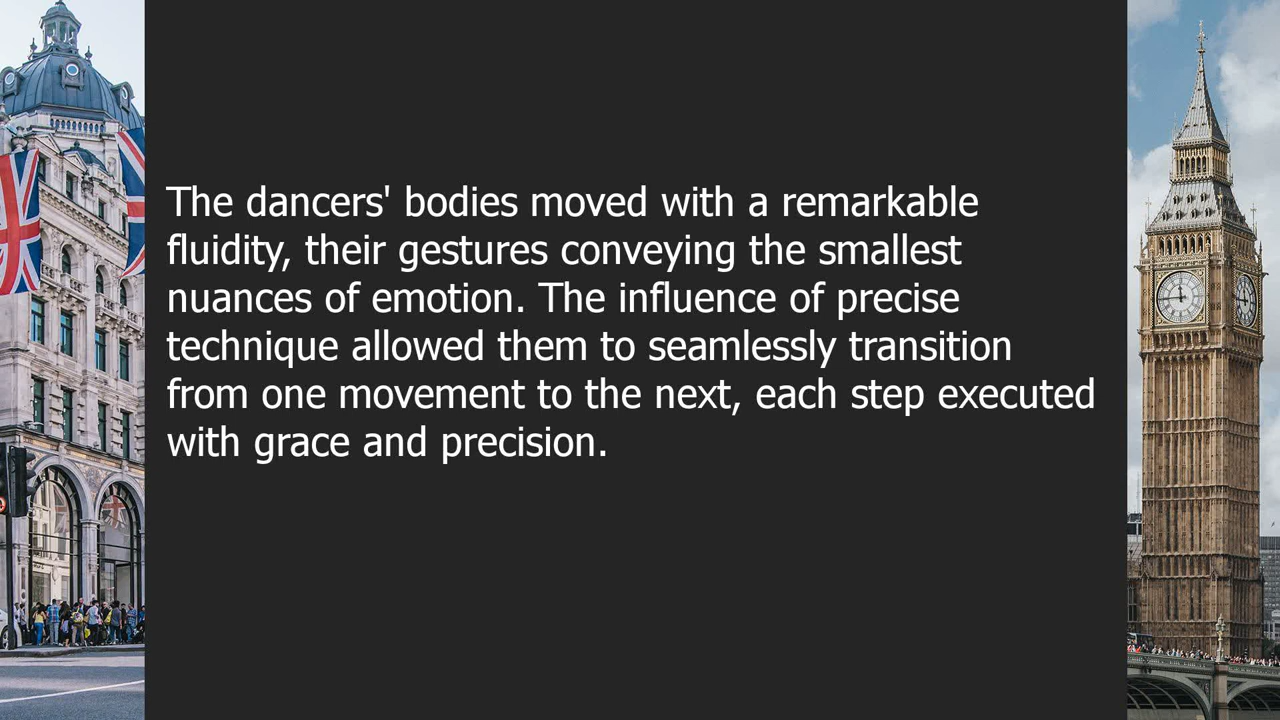 The dancers' bodies moved with a remarkable
fluidity, their gestures conveying the smallest
nuances of emotion. The influence of precise
technique allowed them to seamlessly transition
from one movement to the next, each step executed
with grace and precision.